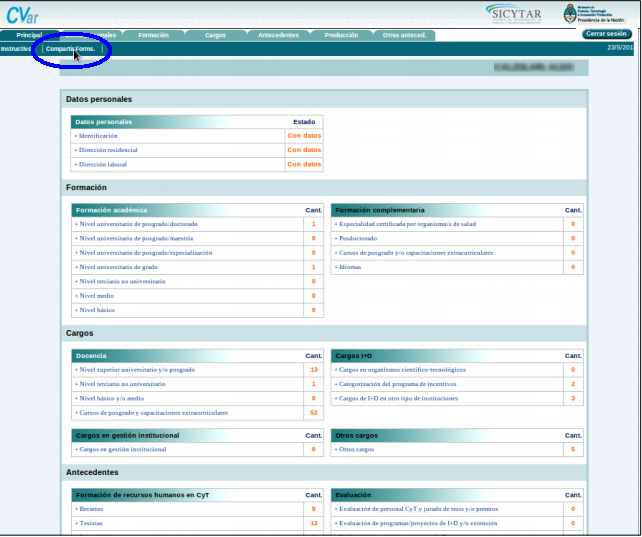 CVar
SICYTAR
Ministerio de
Ciencia, Tecnología
e Innovación Productiva
Presidencia de la Nación
Principal
Formación
Cargos
Antecedentes
Producción
Otros anteced.
Cerrar sesión
Instructivo
Compartir Forms.
23/5/201
Datos personales
Datos personales Estado
+ Identificación Con datos
+ Dirección residencial Con datos
+ Dirección laboral Con datos
Formación
Formación académica Cant.
+ Nivel universitario de posgrado/doctorado 1
+ Nivel universitario de posgrado/maestría 0
+ Nivel universitario de posgrado/especialización 0
+ Nivel universitario de grado 1
+ Nivel terciario no universitario 0
+ Nivel medio 0
+ Nivel básico 0
Formación complementaria Cant.
+ Especialidad certificada por organismo/s de salud 0
+ Posdoctorado 0
+ Cursos de posgrado y/o capacitaciones extracurriculares 0
+ Idiomas 0
Cargos
Docencia Cant.
+ Nivel superior universitario y/o posgrado 13
+ Nivel terciario no universitario 1
+ Nivel básico y/o medio 0
+ Cursos de posgrado y capacitaciones extracurriculares 52
Cargos I+D Cant.
+ Cargos en organismos científico-tecnológicos 0
+ Categorización del programa de incentivos 2
+ Cargos de I+D en otro tipo de instituciones 3
Cargos en gestión institucional Cant.
+ Cargos en gestión institucional 0
Otros cargos Cant.
+ Otros cargos 5
Antecedentes
Formación de recursos humanos en CyT Cant.
+ Becarios 9
+ Tesistas 12
Evaluación Cant.
+ Evaluación de personal CyT y jurado de tesis y/o premios 0
+ Evaluación de programas/proyectos de I+D y/o extensión 0